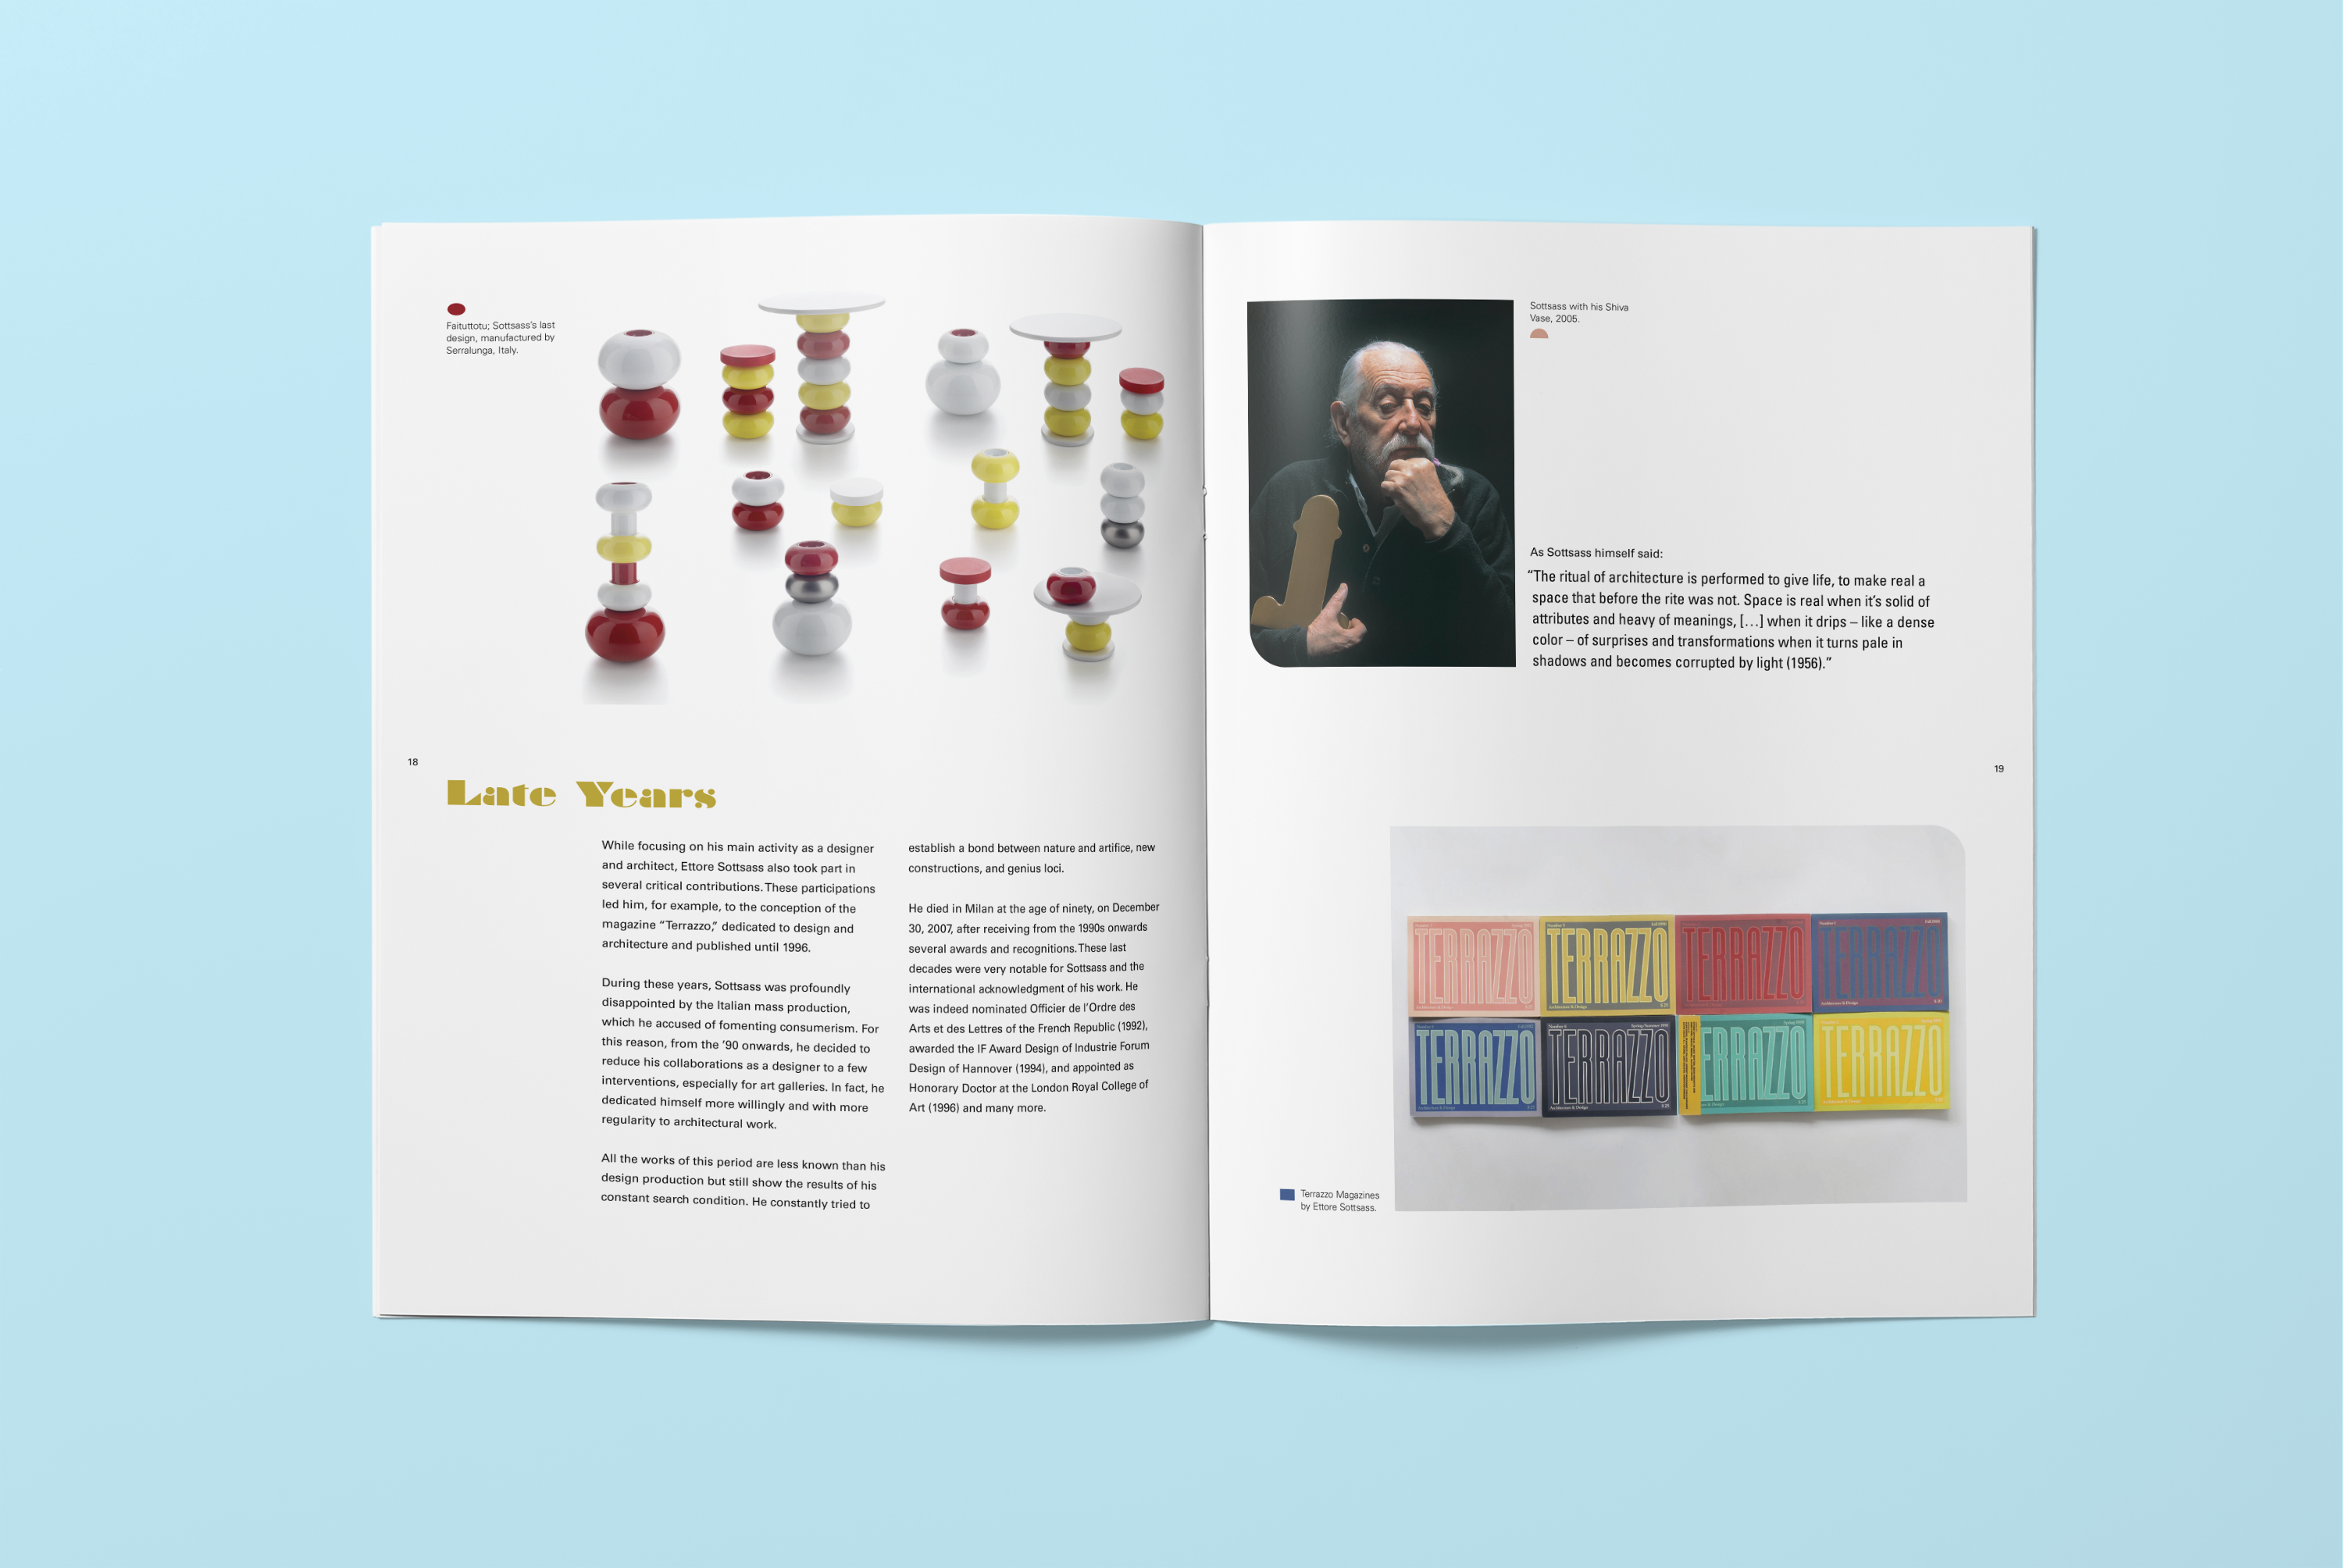 Faituttotu; Sottsass's last
design, manufactured by
Serralunga, Italy.
18
Late Years
While focusing on his main activity as a designer
and architect, Ettore Sottsass also took part in
several critical contributions. These participations
led him, for example, to the conception of the
magazine “Terrazzo,” dedicated to design and
architecture and published until 1996.
During these years, Sottsass was profoundly
disappointed by the Italian mass production,
which he accused of fomenting consumerism. For
this reason, from the ’90 onwards, he decided to
reduce his collaborations as a designer to a few
interventions, especially for art galleries. In fact, he
dedicated himself more willingly and with more
regularity to architectural work.
All the works of this period are less known than his
design production but still show the results of his
constant search condition. He constantly tried to
establish a bond between nature and artifice, new
constructions, and genius loci.
He died in Milan at the age of ninety, on December
30, 2007, after receiving from the 1990s onwards
several awards and recognitions. These last
decades were very notable for Sottsass and the
international acknowledgment of his work. He
was indeed nominated Officier de l’Ordre des
Arts et des Lettres of the French Republic (1992),
awarded the IF Award Design of Industrie Forum
Design of Hannover (1994), and appointed as
Honorary Doctor at the London Royal College of
Art (1996) and many more.
Sottsass with his Shiva
Vase, 2005.
As Sottsass himself said:
“The ritual of architecture is performed to give life, to make real a
space that before the rite was not. Space is real when it’s solid of
attributes and heavy of meanings, […] when it drips – like a dense
color – of surprises and transformations when it turns pale in
shadows and becomes corrupted by light (1956).”
19
TERRAZZO
TERRAZZO
TERRAZZO
TERRAZZO
Architecture & Design
Architecture & Design
TERRAZZO
TERRAZZO
ERRAZZO
TERRAZZO
Architecture & Design
Architecture & Design
Terrazzo Magazines
by Ettore Sottsass.